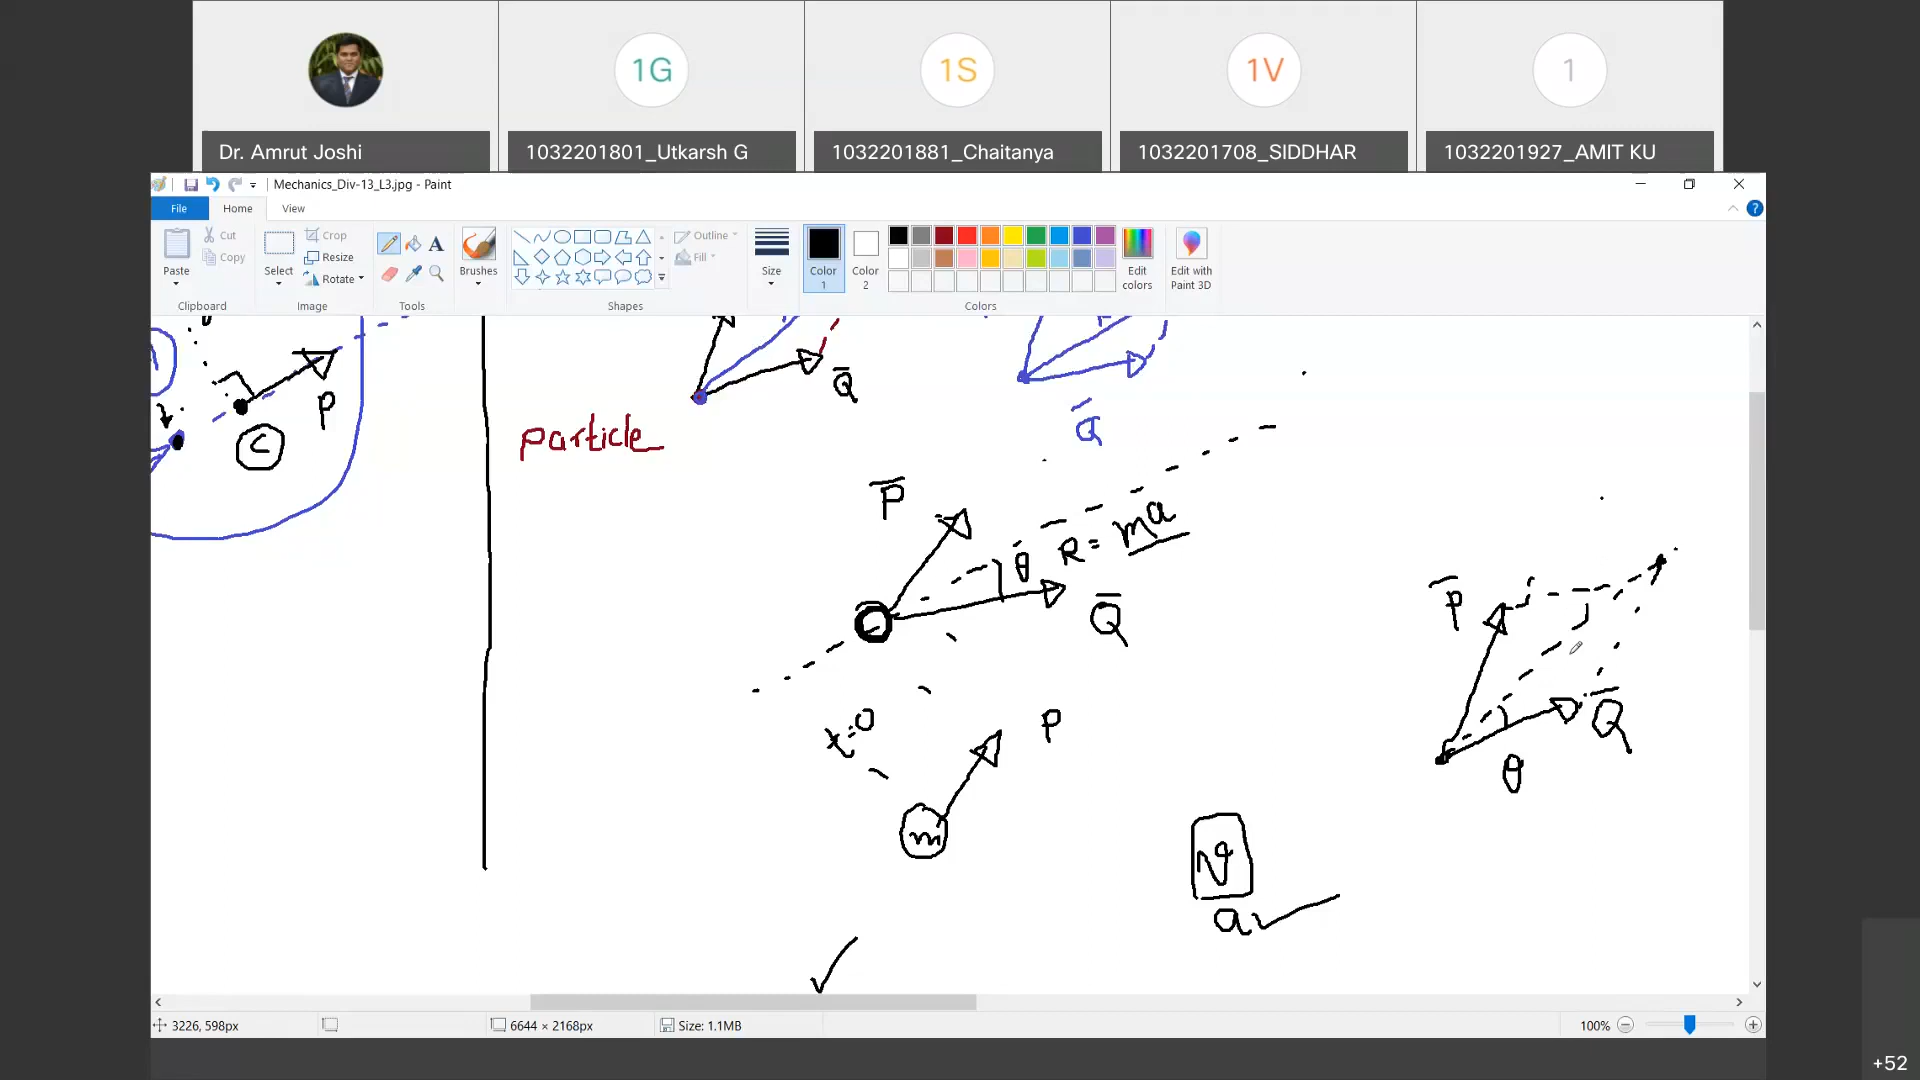 1G
1S
1V
1
Dr. Amrut Joshi
1032201801_Utkarsh G
1032201881_Chaitanya
1032201708_SIDDHAR
1032201927_AMIT KU
Mechanics_Div-13_L3.jpg - Paint
File
Home
View
Paste
Cut
Copy
Clipboard
Select
Crop
Resize
Rotate
Image
A
Tools
Brushes
Outline
Fill
Shapes
Size
Color
1
Color
2
Edit
colors
Colors
Edit with
Paint 3D
P
C
Q̅
particle
Q̅
P̅
θ R = ma
Q̅
t=0
P
m
P̅
Q̅
θ
v
a
3226, 598px
6644 × 2168px
Size: 1.1MB
100%
+52